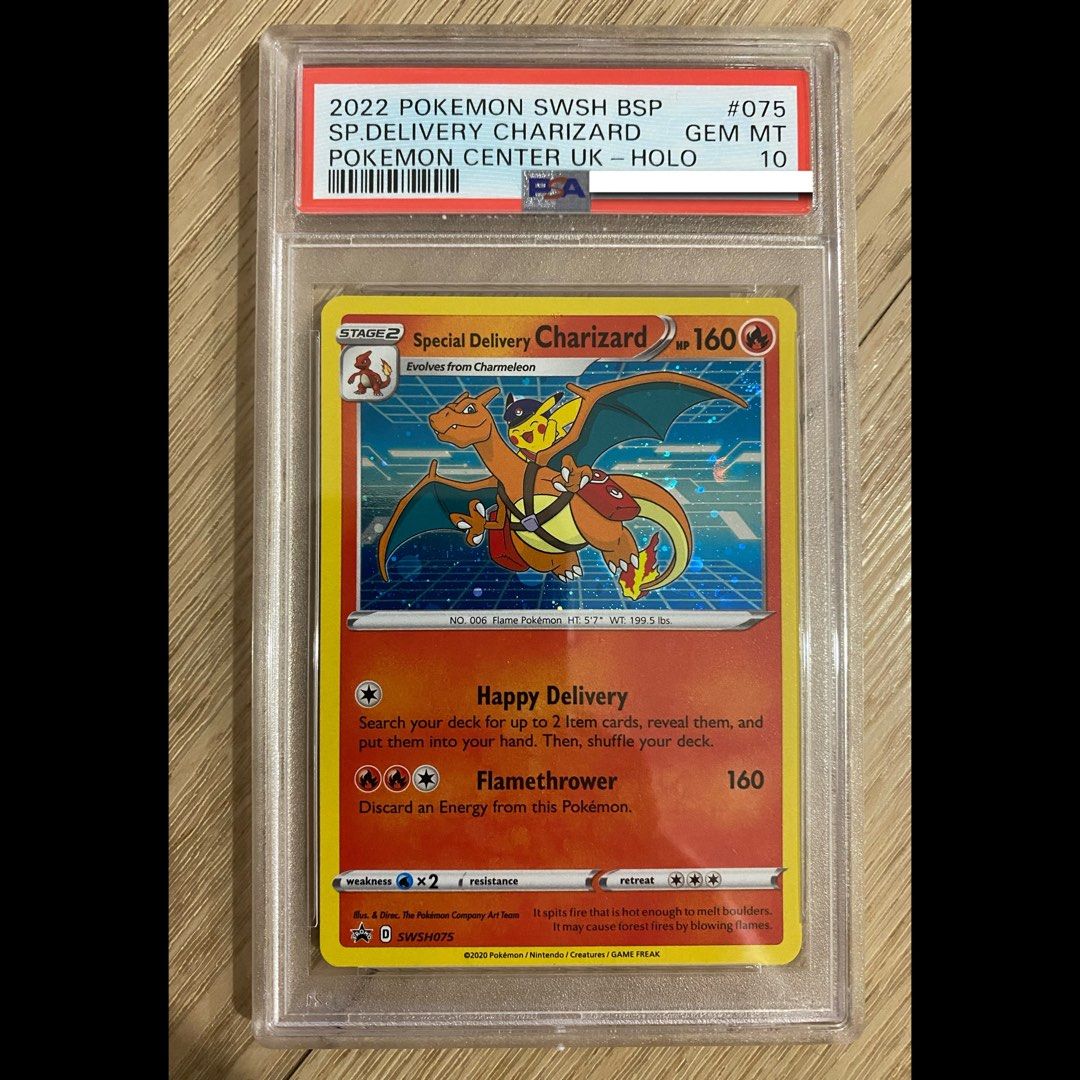 2022 POKEMON SWSH BSP #075
SP.DELIVERY CHARIZARD GEM MT
POKEMON CENTER UK - HOLO 10
PSA
STAGE 2
Special Delivery Charizard HP 160
Evolves from Charmeleon
NO. 006 Flame Pokémon HT: 5'7" WT: 199.5 lbs.
Happy Delivery
Search your deck for up to 2 Item cards, reveal them, and
put them into your hand. Then, shuffle your deck.
Flamethrower 160
Discard an Energy from this Pokémon.
weakness ×2 resistance retreat
Illus. & Direc. The Pokémon Company Art Team
It spits fire that is hot enough to melt boulders.
It may cause forest fires by blowing flames.
PROMO D SWSH075
©2020 Pokémon / Nintendo / Creatures / GAME FREAK